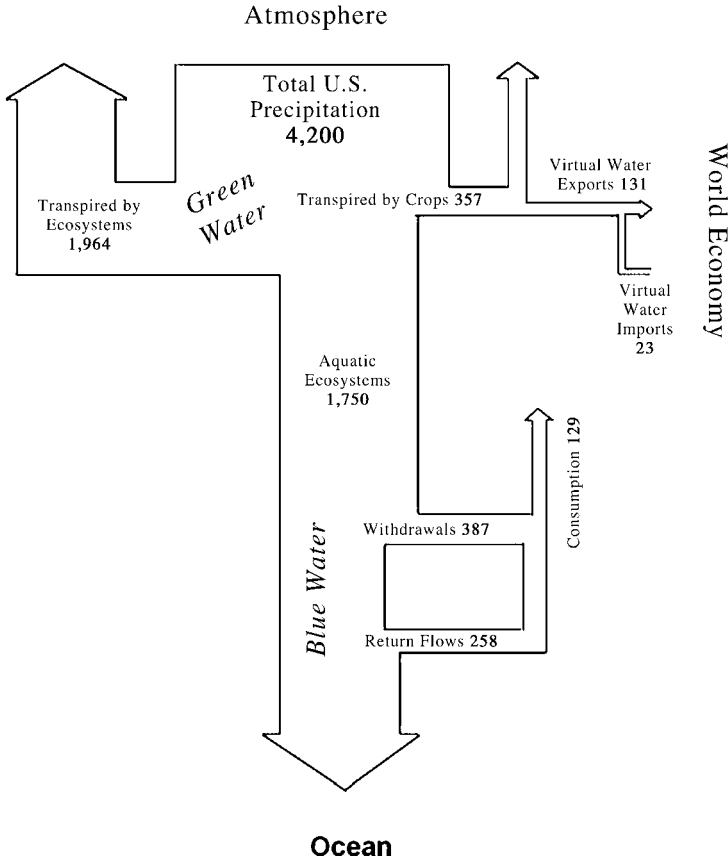 Atmosphere
Total U.S.
Precipitation
4,200
Green
Water
Transpired by
Ecosystems
1,964
Transpired by Crops 357
Virtual Water
Exports 131
World Economy
Virtual
Water
Imports
23
Aquatic
Ecosystems
1,750
Consumption 129
Withdrawals 387
Blue Water
Return Flows 258
Ocean